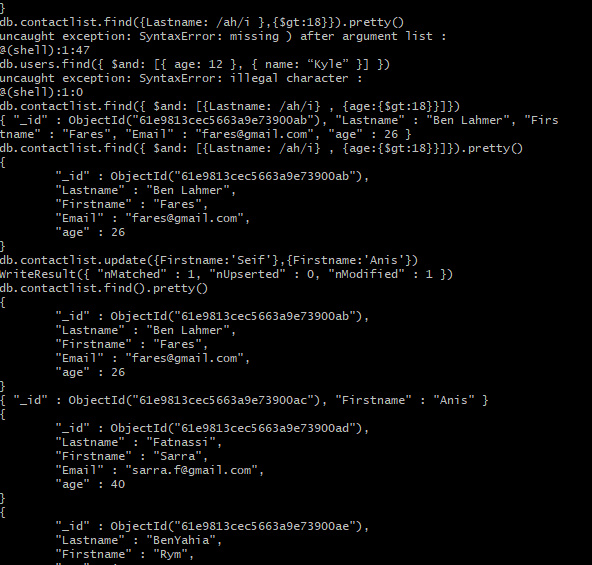 }
db.contactlist.find({Lastname: /ah/i },{$gt:18}}).pretty()
uncaught exception: SyntaxError: missing ) after argument list :
@(shell):1:47
db.users.find({ $and: [{ age: 12 }, { name: “Kyle” }] })
uncaught exception: SyntaxError: illegal character :
@(shell):1:0
db.contactlist.find({ $and: [{Lastname: /ah/i} , {age:{$gt:18}}]})
{ "_id" : ObjectId("61e9813cec5663a9e73900ab"), "Lastname" : "Ben Lahmer", "Firs
tname" : "Fares", "Email" : "fares@gmail.com", "age" : 26 }
db.contactlist.find({ $and: [{Lastname: /ah/i} , {age:{$gt:18}}]}).pretty()
{
"_id" : ObjectId("61e9813cec5663a9e73900ab"),
"Lastname" : "Ben Lahmer",
"Firstname" : "Fares",
"Email" : "fares@gmail.com",
"age" : 26
}
db.contactlist.update({Firstname:'Seif'},{Firstname:'Anis'})
WriteResult({ "nMatched" : 1, "nUpserted" : 0, "nModified" : 1 })
db.contactlist.find().pretty()
{
"_id" : ObjectId("61e9813cec5663a9e73900ab"),
"Lastname" : "Ben Lahmer",
"Firstname" : "Fares",
"Email" : "fares@gmail.com",
"age" : 26
}
{ "_id" : ObjectId("61e9813cec5663a9e73900ac"), "Firstname" : "Anis" }
{
"_id" : ObjectId("61e9813cec5663a9e73900ad"),
"Lastname" : "Fatnassi",
"Firstname" : "Sarra",
"Email" : "sarra.f@gmail.com",
"age" : 40
}
{
"_id" : ObjectId("61e9813cec5663a9e73900ae"),
"Lastname" : "BenYahia",
"Firstname" : "Rym",